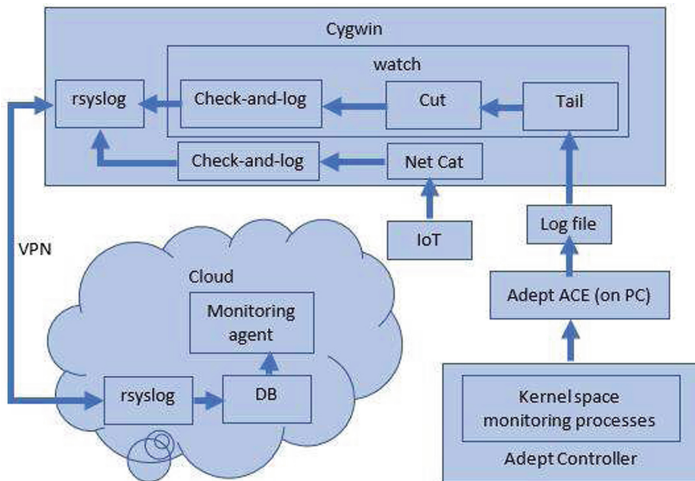 Cygwin
watch
rsyslog
Check-and-log
Cut
Tail
Check-and-log
Net Cat
VPN
IoT
Log file
Cloud
Adept ACE (on PC)
Monitoring
agent
rsyslog
DB
Kernel space
monitoring processes
Adept Controller